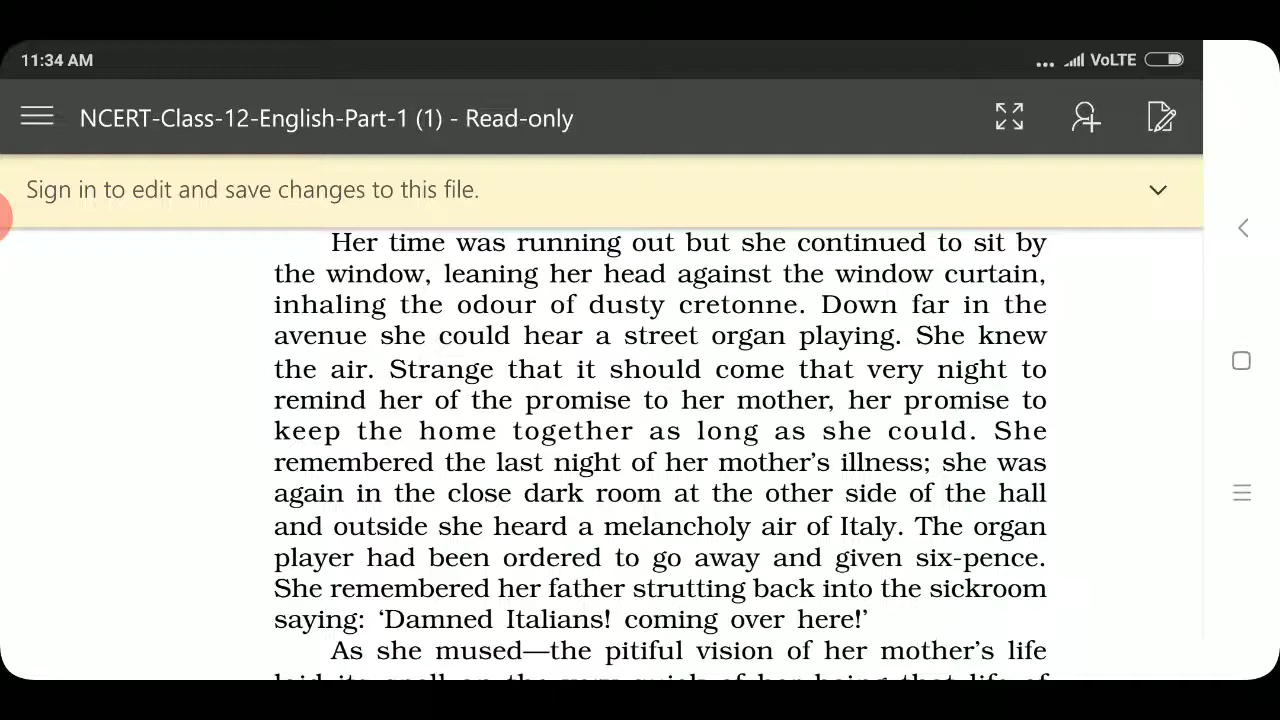 11:34 AM
... VoLTE
NCERT-Class-12-English-Part-1 (1) - Read-only
Sign in to edit and save changes to this file.
Her time was running out but she continued to sit by
the window, leaning her head against the window curtain,
inhaling the odour of dusty cretonne. Down far in the
avenue she could hear a street organ playing. She knew
the air. Strange that it should come that very night to
remind her of the promise to her mother, her promise to
keep the home together as long as she could. She
remembered the last night of her mother's illness; she was
again in the close dark room at the other side of the hall
and outside she heard a melancholy air of Italy. The organ
player had been ordered to go away and given six-pence.
She remembered her father strutting back into the sickroom
saying: ‘Damned Italians! coming over here!’
As she mused—the pitiful vision of her mother's life